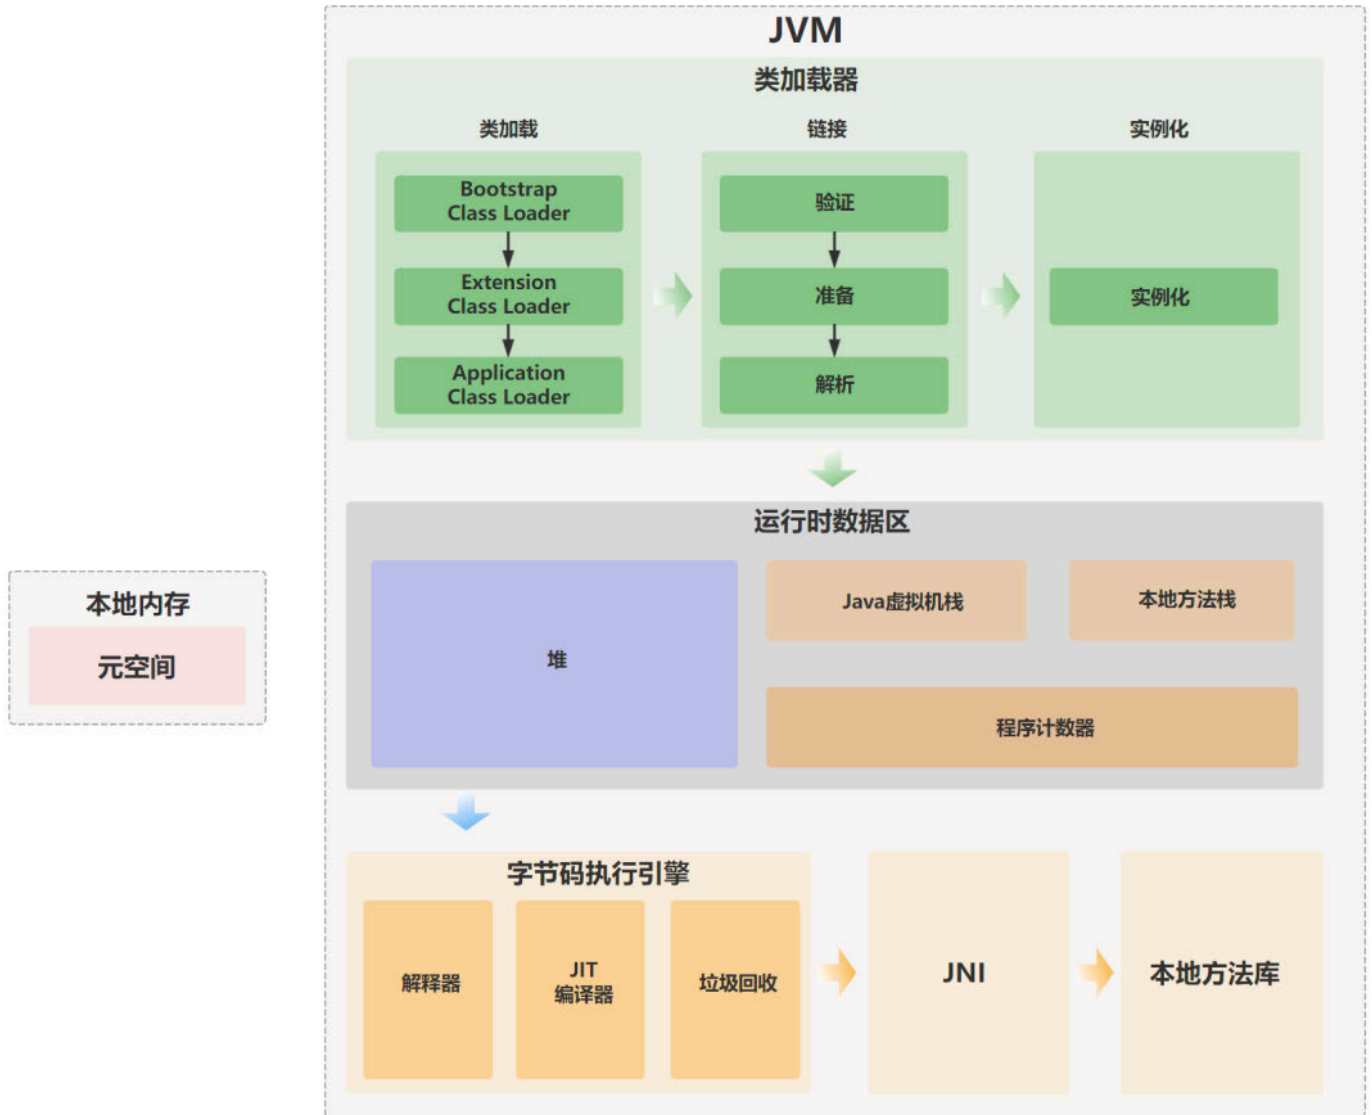 JVM
类加载器
类加载
链接
实例化
Bootstrap
Class Loader
Extension
Class Loader
Application
Class Loader
验证
准备
解析
实例化
运行时数据区
堆
Java虚拟机栈
本地方法栈
程序计数器
本地内存
元空间
字节码执行引擎
解释器
JIT
编译器
垃圾回收
JNI
本地方法库